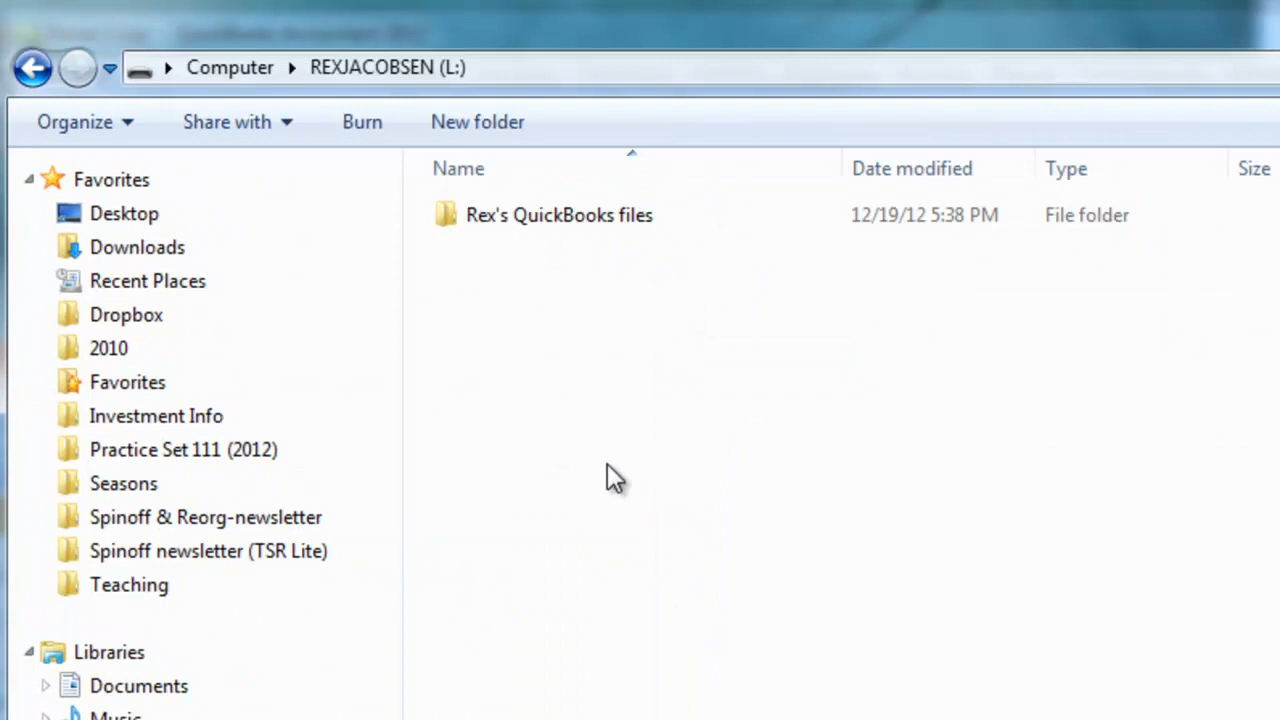 Computer REXJACOBSEN (L:)
Organize Share with Burn New folder
Name Date modified Type Size
Rex's QuickBooks files 12/19/12 5:38 PM File folder
Favorites
Desktop
Downloads
Recent Places
Dropbox
2010
Favorites
Investment Info
Practice Set 111 (2012)
Seasons
Spinoff & Reorg-newsletter
Spinoff newsletter (TSR Lite)
Teaching
Libraries
Documents
Music